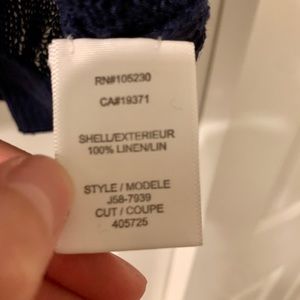 RN#105230
CA#19371
SHELL/EXTERIEUR
100% LINEN/LIN
STYLE / MODELE
J58-7939
CUT / COUPE
405725